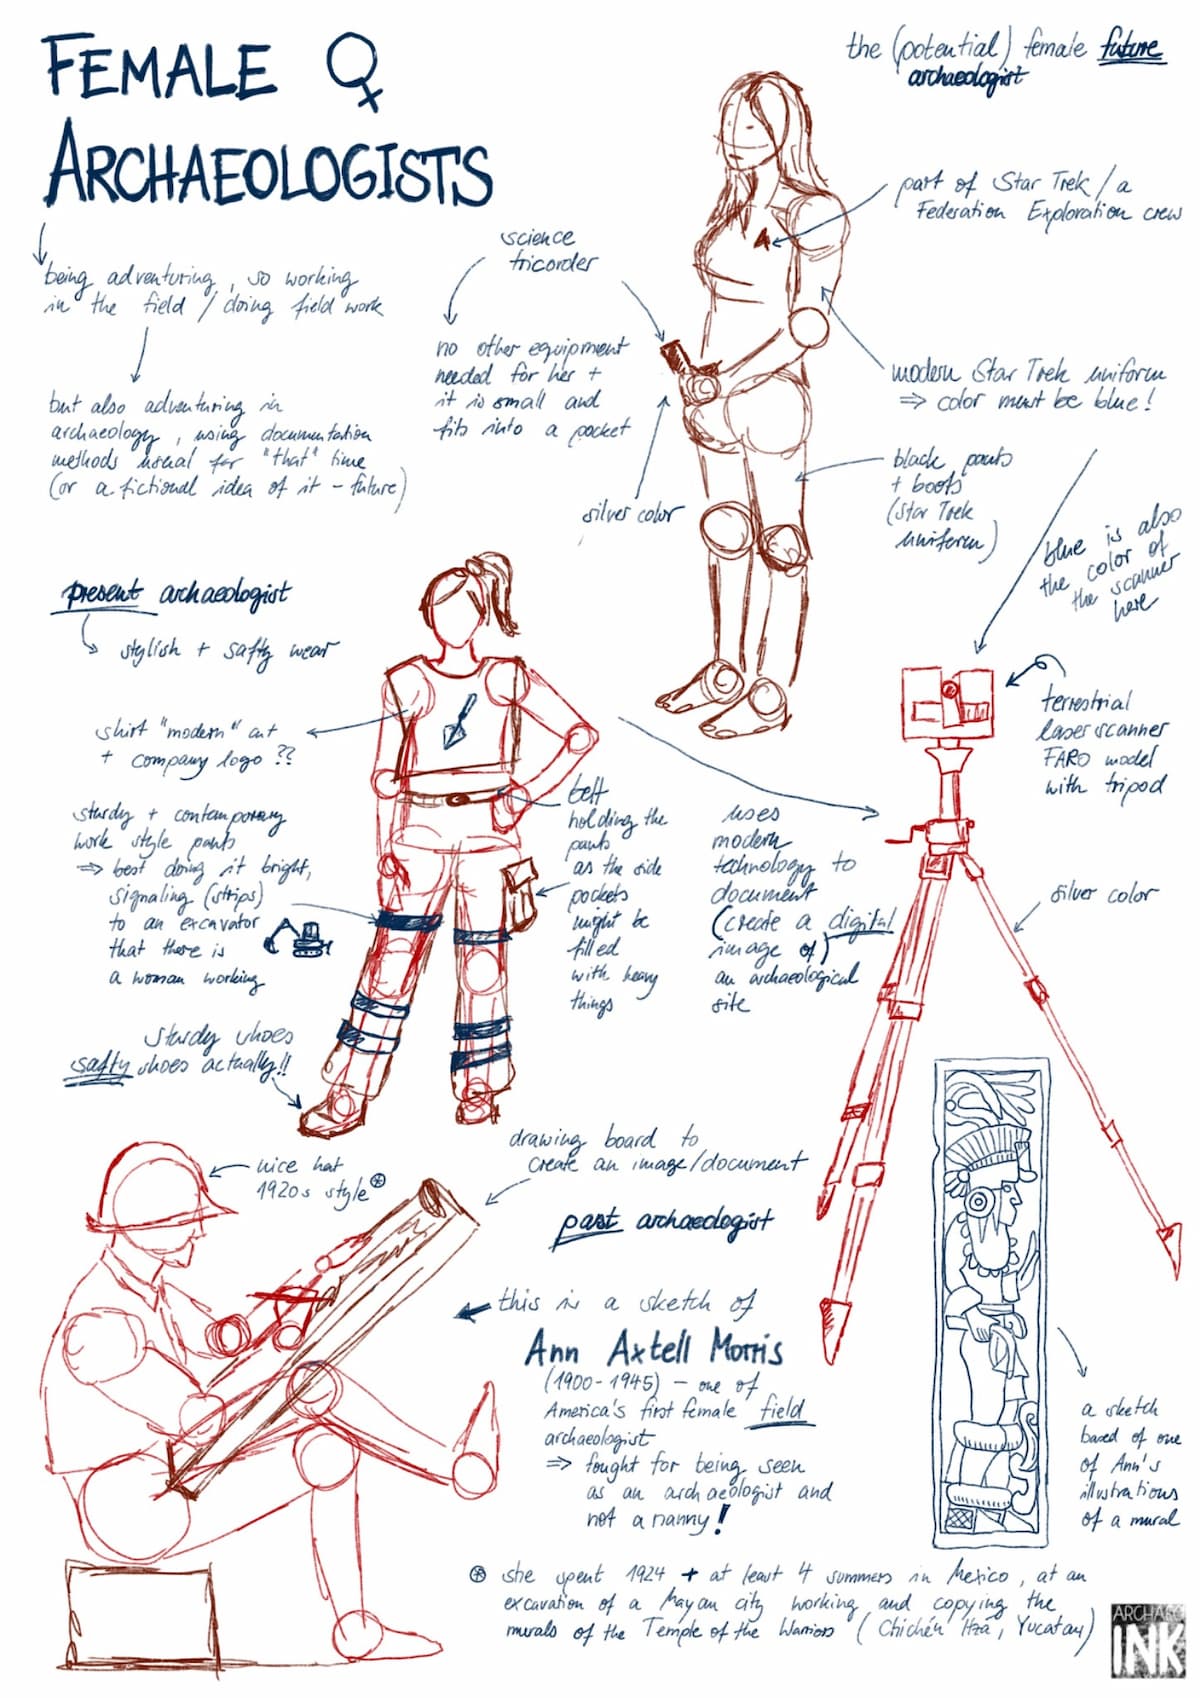 FEMALE ♀
ARCHAEOLOGISTS
being adventuring, so working
in the field / doing field work
but also adventuring in
archaeology, using documentation
methods usual for "that" time
(or a fictional idea of it – future)
the (potential) female future
archaeologist
part of Star Trek / a
Federation Exploration crew
science
tricorder
no other equipment
needed for her +
it is small and
fits into a pocket
silver color
modern Star Trek uniform
⇒ color must be blue!
black pants
+ boots
(Star Trek
uniform)
blue is also
the color of
the scanner
here
present archaeologist
stylish + safty wear
shirt "modern" cut
+ company logo ??
sturdy + contemporary
work style pants
⇒ best doing it bright,
signaling (strips)
to an excavator
that there is
a woman working
sturdy shoes
safty shoes actually!!
belt
holding the
pants
as the side
pockets
might be
filled
with heavy
things
uses
modern
technology to
document
(create a digital
image of)
an archaeological
site
terrestrial
laser scanner
FARO model
with tripod
silver color
nice hat
1920s style ⊛
drawing board to
create an image/document
past archaeologist
this is a sketch of
Ann Axtell Morris
(1900-1945) – one of
America's first female field
archaeologist
⇒ fought for being seen
as an archaeologist and
not a nanny!
a sketch
based of one
of Ann's
illustrations
of a mural
⊛ she spent 1924 + at least 4 summers in Mexico, at an
excavation of a Mayan city working and copying the
murals of the Temple of the Warriors (Chichén Itzá, Yucatan)
ARCHAEO
INK